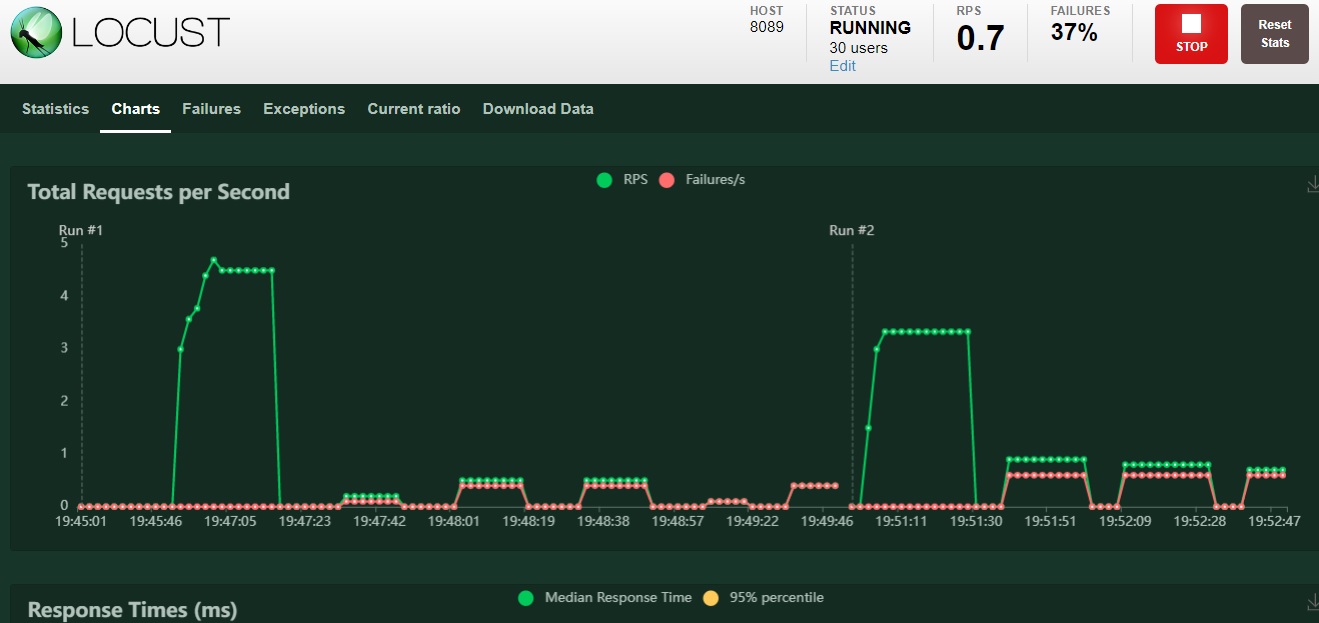 LOCUST
HOST
8089
STATUS
RUNNING
30 users
Edit
RPS
0.7
FAILURES
37%
STOP
Reset
Stats
Statistics Charts Failures Exceptions Current ratio Download Data
Total Requests per Second
RPS Failures/s
Run #1 Run #2
5
4
3
2
1
0
19:45:01 19:45:46 19:47:05 19:47:23 19:47:42 19:48:01 19:48:19 19:48:38 19:48:57 19:49:22 19:49:46 19:51:11 19:51:30 19:51:51 19:52:09 19:52:28 19:52:47
Response Times (ms)
Median Response Time 95% percentile